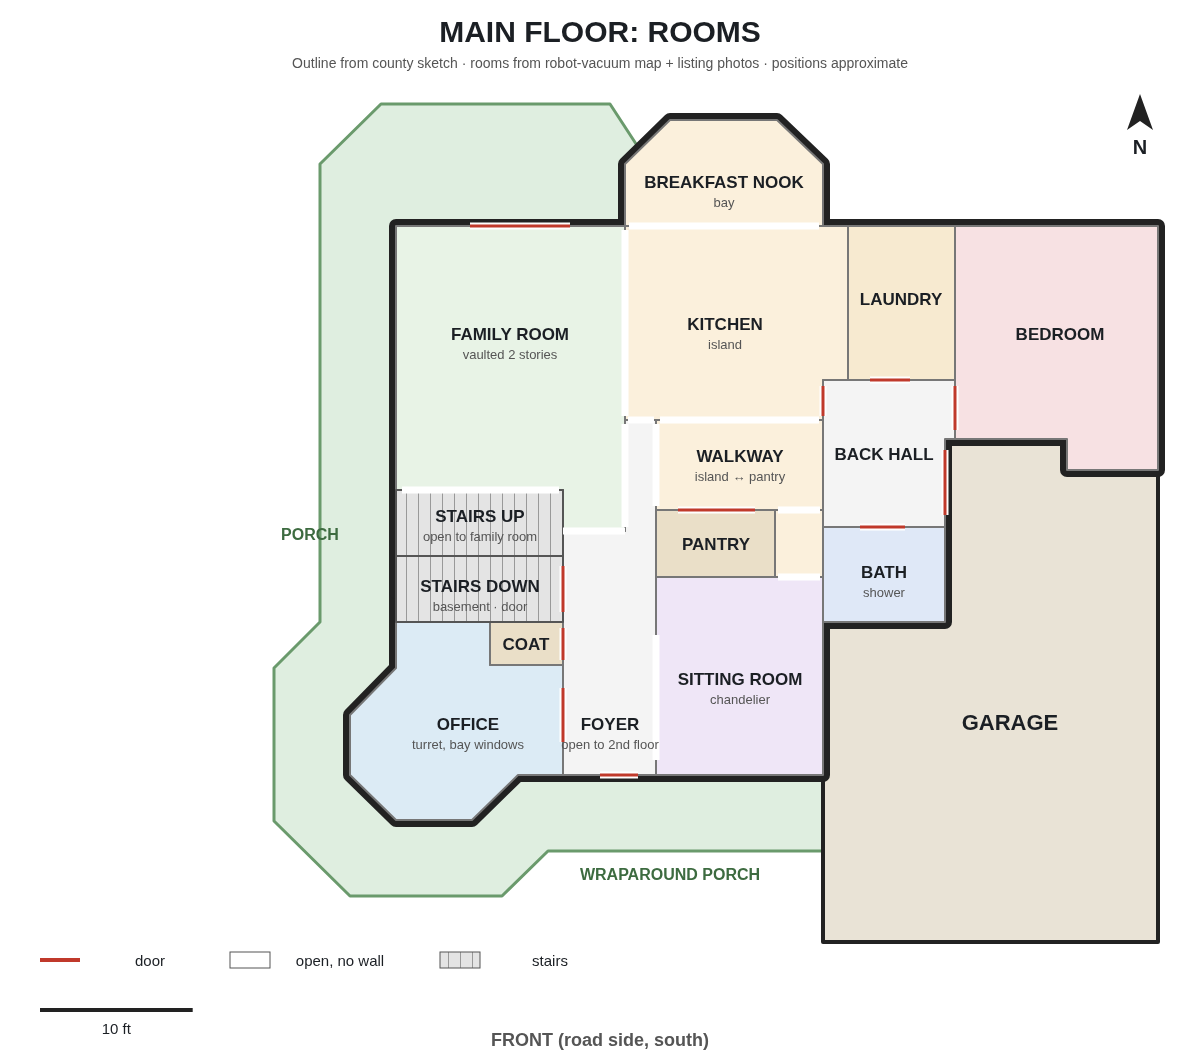 MAIN FLOOR: ROOMS
Outline from county sketch · rooms from robot-vacuum map + listing photos · positions approximate
N
BREAKFAST NOOK
bay
FAMILY ROOM
vaulted 2 stories
KITCHEN
island
LAUNDRY
BEDROOM
WALKWAY
island ↔ pantry
BACK HALL
STAIRS UP
open to family room
PORCH
PANTRY
STAIRS DOWN
basement · door
BATH
shower
COAT
SITTING ROOM
chandelier
OFFICE
turret, bay windows
FOYER
open to 2nd floor
GARAGE
WRAPAROUND PORCH
door
open, no wall
stairs
10 ft
FRONT (road side, south)